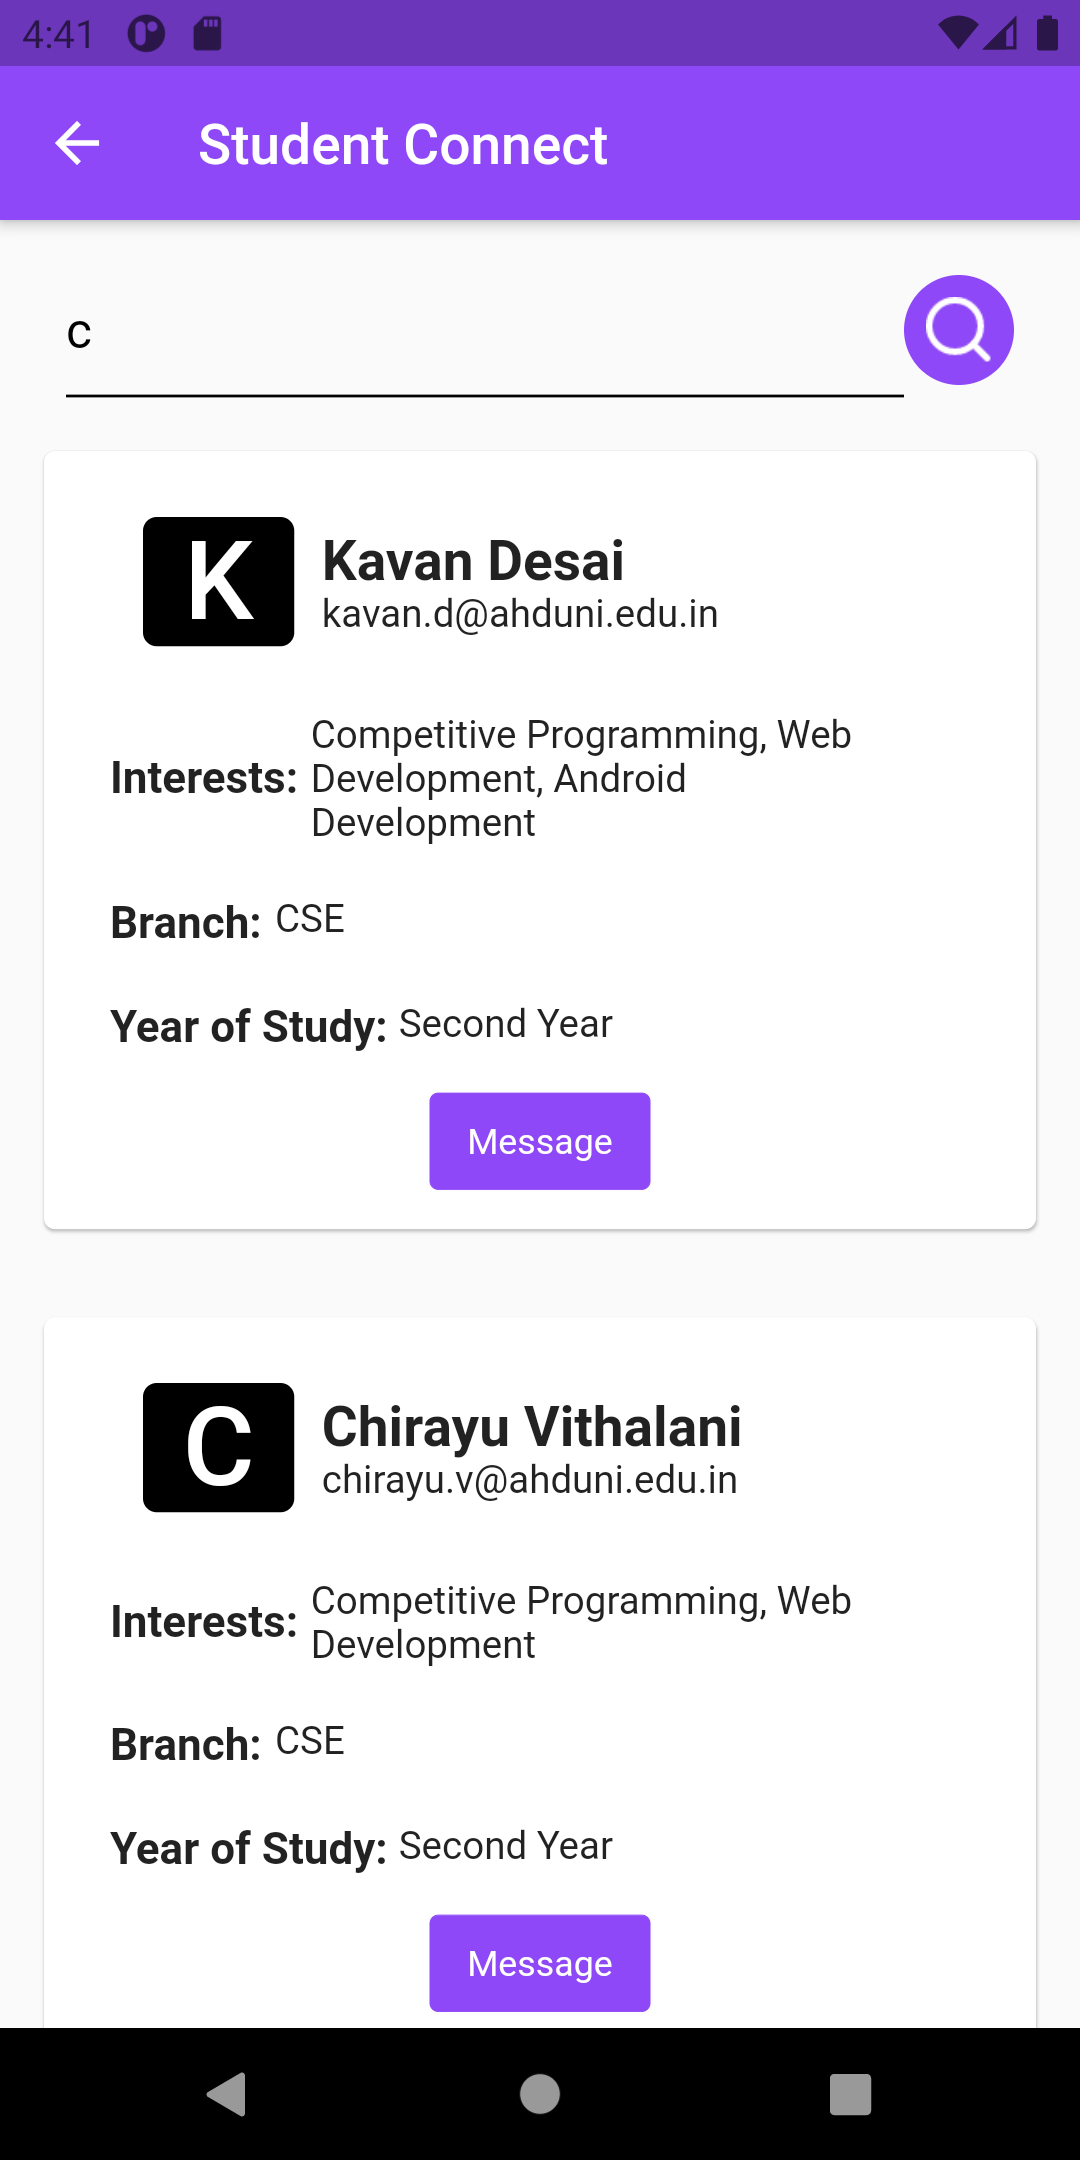 4:41
Student Connect
c
K
Kavan Desai
kavan.d@ahduni.edu.in
Interests: Competitive Programming, Web
Development, Android
Development
Branch: CSE
Year of Study: Second Year
Message
C
Chirayu Vithalani
chirayu.v@ahduni.edu.in
Interests: Competitive Programming, Web
Development
Branch: CSE
Year of Study: Second Year
Message